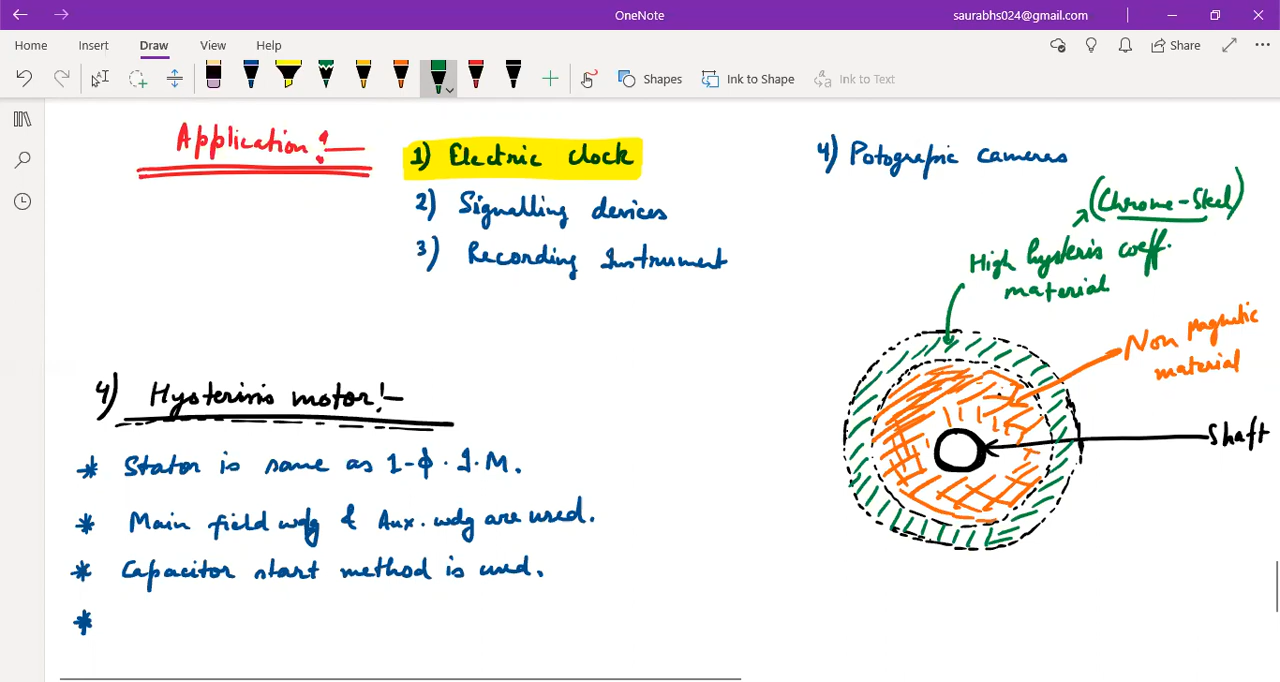 OneNote
saurabhs024@gmail.com
Home Insert Draw View Help
Share
Shapes Ink to Shape Ink to Text
Application:-
1) Electric clock
2) Signalling devices
3) Recording Instrument
4) Potografic cameras
(Chrome-Steel)
High hysteris coeff.
material
Non magnetic
material
Shaft
4) Hysterisis motor:-
* Stator is same as 1-ϕ. I.M.
* Main field wdg & Aux. wdg are used.
* Capacitor start method is used.
*